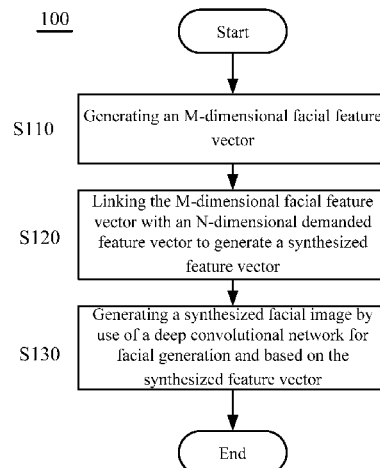 100
Start
S110
Generating an M-dimensional facial feature
vector
S120
Linking the M-dimensional facial feature
vector with an N-dimensional demanded
feature vector to generate a synthesized
feature vector
S130
Generating a synthesized facial image by
use of a deep convolutional network for
facial generation and based on the
synthesized feature vector
End